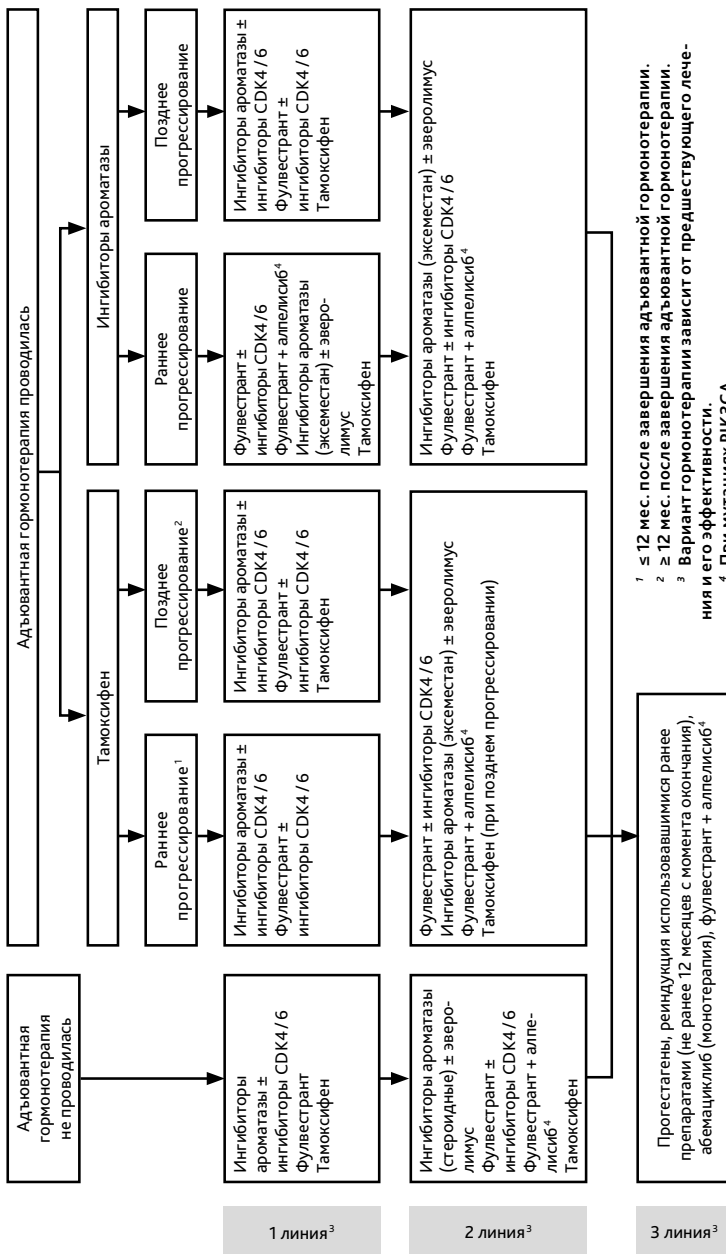 Адъювантная
гормонотерапия
не проводилась
Адъювантная гормонотерапия проводилась
Тамоксифен
Ингибиторы ароматазы
Раннее
прогрессирование¹
Позднее
прогрессирование²
Раннее
прогрессирование
Позднее
прогрессирование
1 линия³
Ингибиторы
ароматазы ±
ингибиторы CDK4 / 6
Фулвестрант
Тамоксифен
Ингибиторы ароматазы ±
ингибиторы CDK4 / 6
Фулвестрант ±
ингибиторы CDK4 / 6
Ингибиторы ароматазы ±
ингибиторы CDK4 / 6
Фулвестрант ±
ингибиторы CDK4 / 6
Тамоксифен
Фулвестрант ±
ингибиторы CDK4 / 6
Фулвестрант + алпелисиб⁴
Ингибиторы ароматазы
(эксеместан) ± эверо-
лимус
Тамоксифен
Ингибиторы ароматазы ±
ингибиторы CDK4 / 6
Фулвестрант ±
ингибиторы CDK4 / 6
Тамоксифен
2 линия³
Ингибиторы ароматазы
(стероидные) ± эверо-
лимус
Фулвестрант ±
ингибиторы CDK4 / 6
Фулвестрант + алпе-
лисиб⁴
Тамоксифен
Фулвестрант ± ингибиторы CDK4 / 6
Ингибиторы ароматазы (эксеместан) ± эверолимус
Фулвестрант + алпелисиб⁴
Тамоксифен (при позднем прогрессировании)
Ингибиторы ароматазы (эксеместан) ± эверолимус
Фулвестрант ± ингибиторы CDK4 / 6
Фулвестрант + алпелисиб⁴
Тамоксифен
3 линия³
Прогестагены, реиндукция использовавшимися ранее
препаратами (не ранее 12 месяцев с момента окончания),
абемациклиб (монотерапия), фулвестрант + алпелисиб⁴
¹ ≤ 12 мес. после завершения адъювантной гормонотерапии.
² ≥ 12 мес. после завершения адъювантной гормонотерапии.
³ Вариант гормонотерапии зависит от предшествующего лече-
ния и его эффективности.
⁴ При мутациях PIK3CA